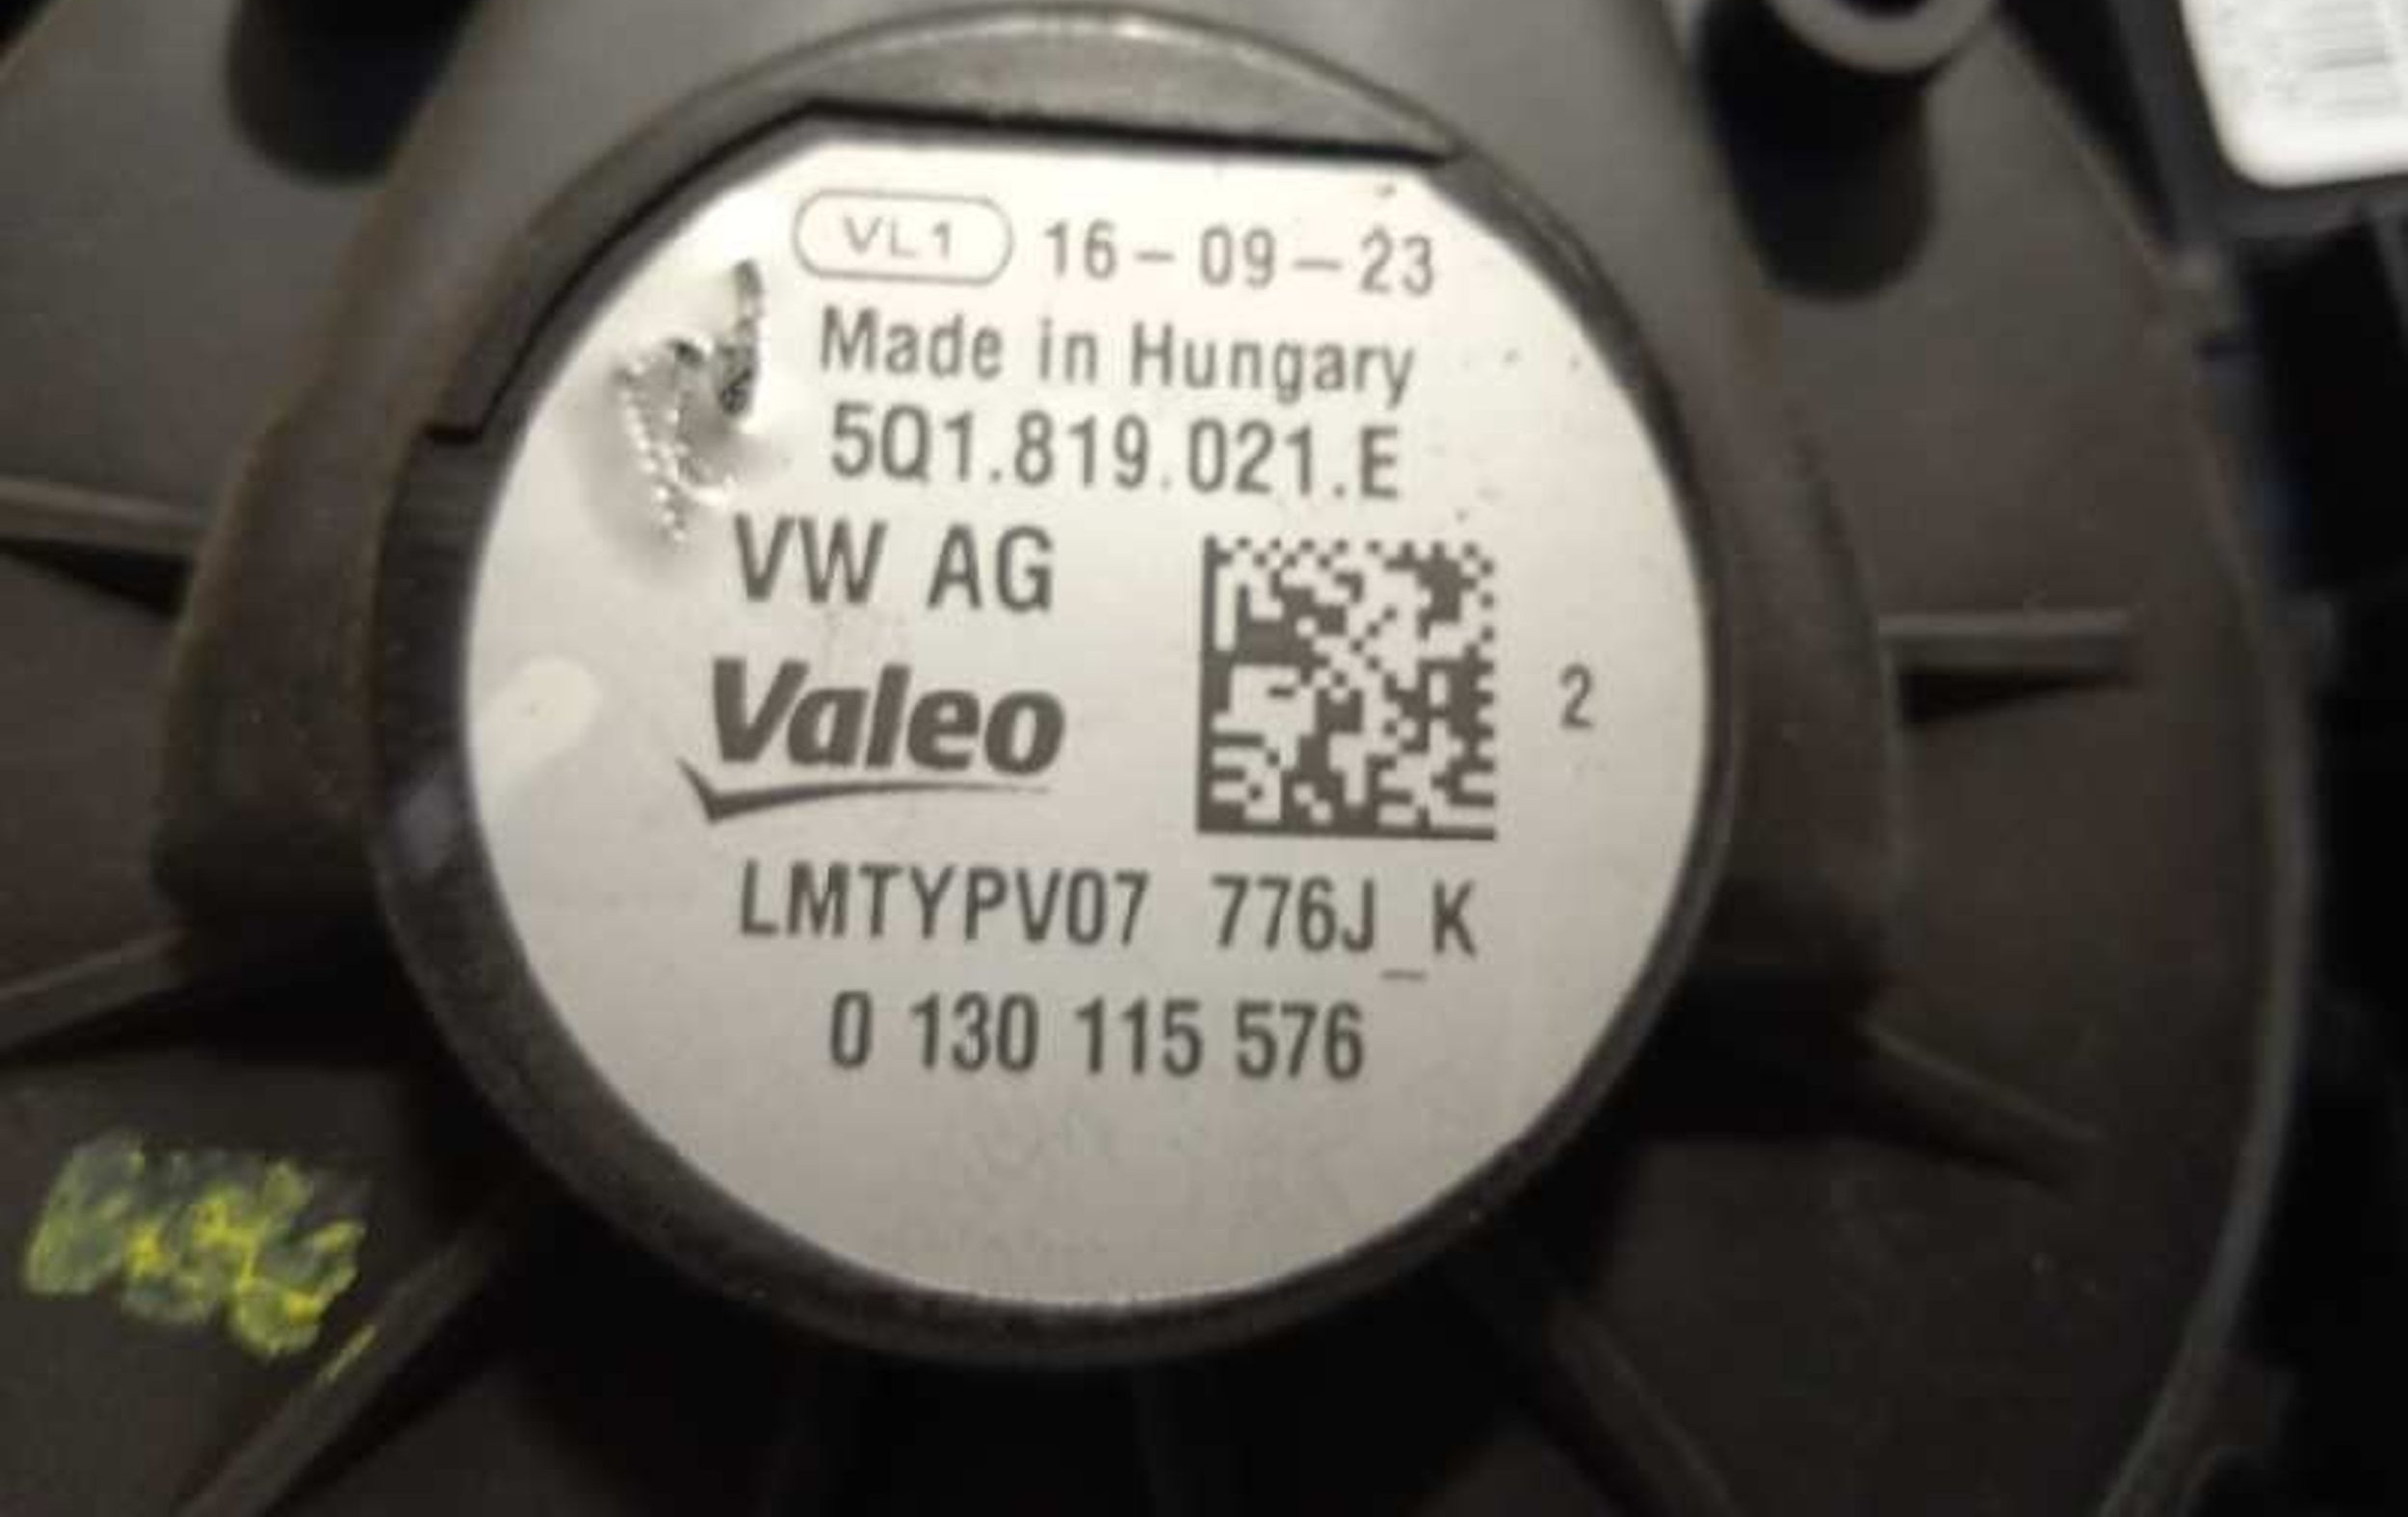 VL1 16-09-23
Made in Hungary
5Q1.819.021.E
VW AG
Valeo
2
LMTYPV07 776J_K
0 130 115 576